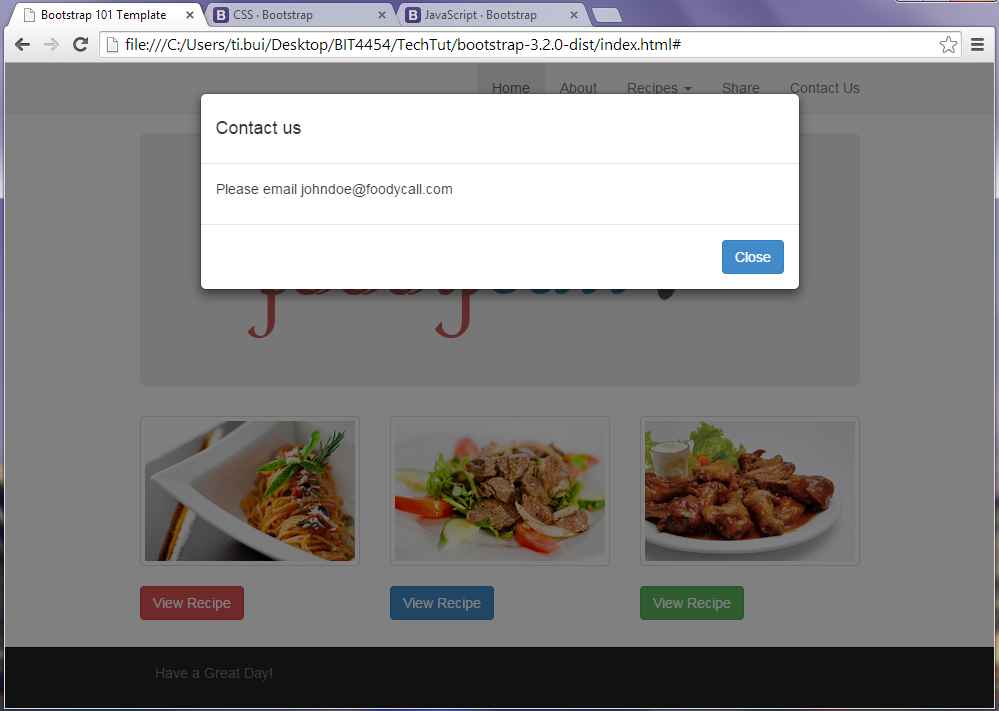 Bootstrap 101 Template
CSS · Bootstrap
JavaScript · Bootstrap
file:///C:/Users/ti.bui/Desktop/BIT4454/TechTut/bootstrap-3.2.0-dist/index.html#
Home About Recipes Share Contact Us
Contact us
Please email johndoe@foodycall.com
Close
View Recipe View Recipe View Recipe
Have a Great Day!